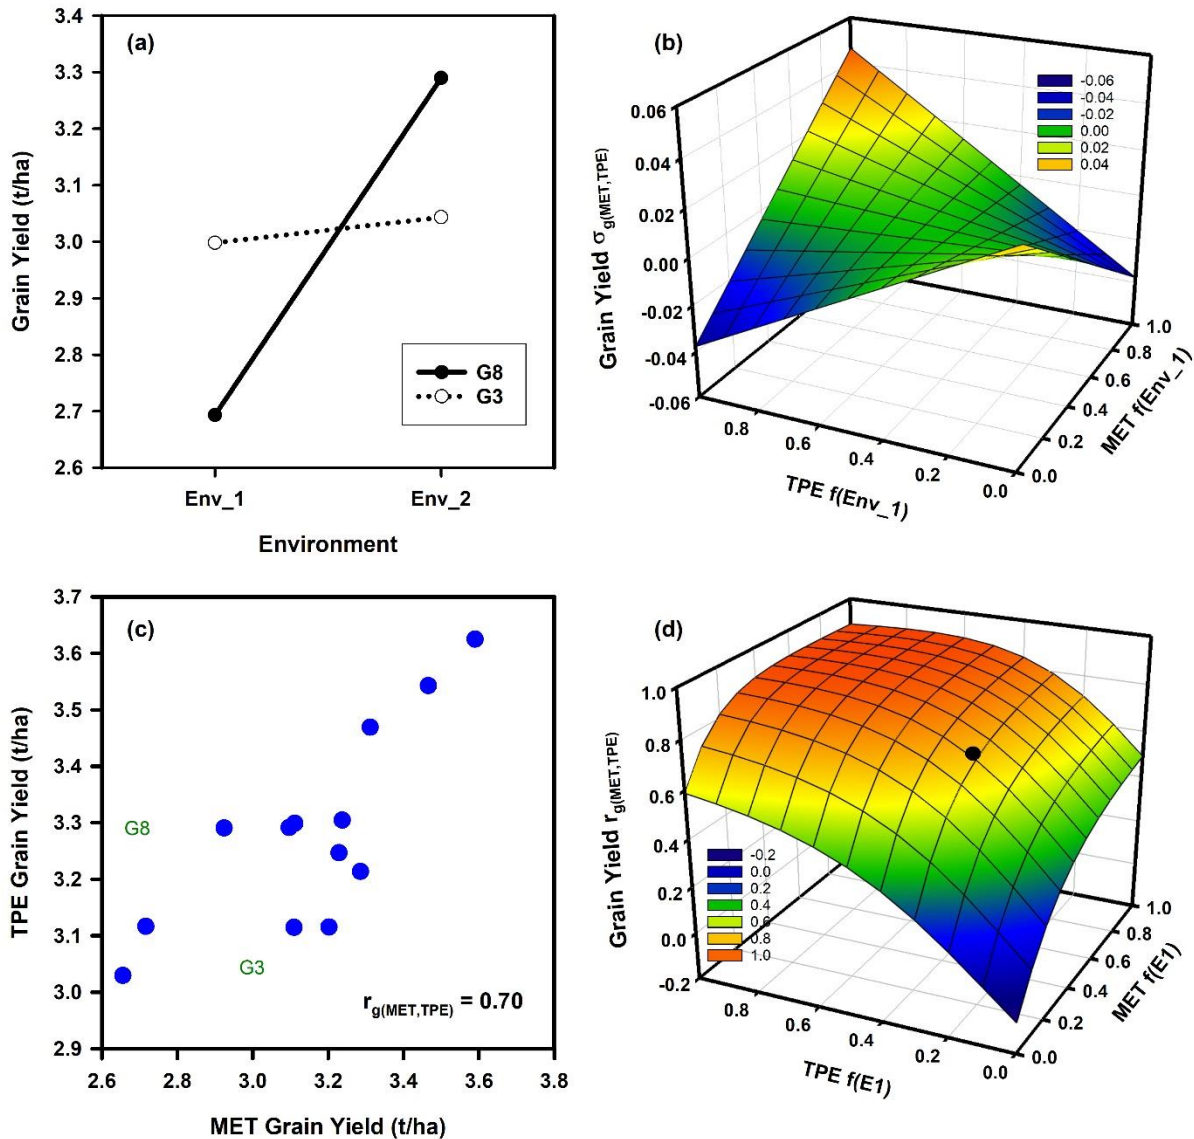 (a)
3.4
3.3
3.2
3.1
3.0
2.9
2.8
2.7
2.6
Grain Yield (t/ha)
G8
G3
Env_1 Env_2
Environment
(b)
-0.06
-0.04
-0.02
0.00
0.02
0.04
0.06
0.04
0.02
0.00
-0.02
-0.04
-0.06
Grain Yield σg(MET,TPE)
0.8 0.6 0.4 0.2 0.0
TPE f(Env_1)
0.0 0.2 0.4 0.6 0.8 1.0
MET f(Env_1)
(c)
3.7
3.6
3.5
3.4
3.3
3.2
3.1
3.0
2.9
TPE Grain Yield (t/ha)
G8
G3
rg(MET,TPE) = 0.70
2.6 2.8 3.0 3.2 3.4 3.6 3.8
MET Grain Yield (t/ha)
(d)
1.0
0.8
0.6
0.4
0.2
0.0
-0.2
Grain Yield rg(MET,TPE)
-0.2
0.0
0.2
0.4
0.6
0.8
1.0
0.8 0.6 0.4 0.2 0.0
TPE f(E1)
0.0 0.2 0.4 0.6 0.8 1.0
MET f(E1)